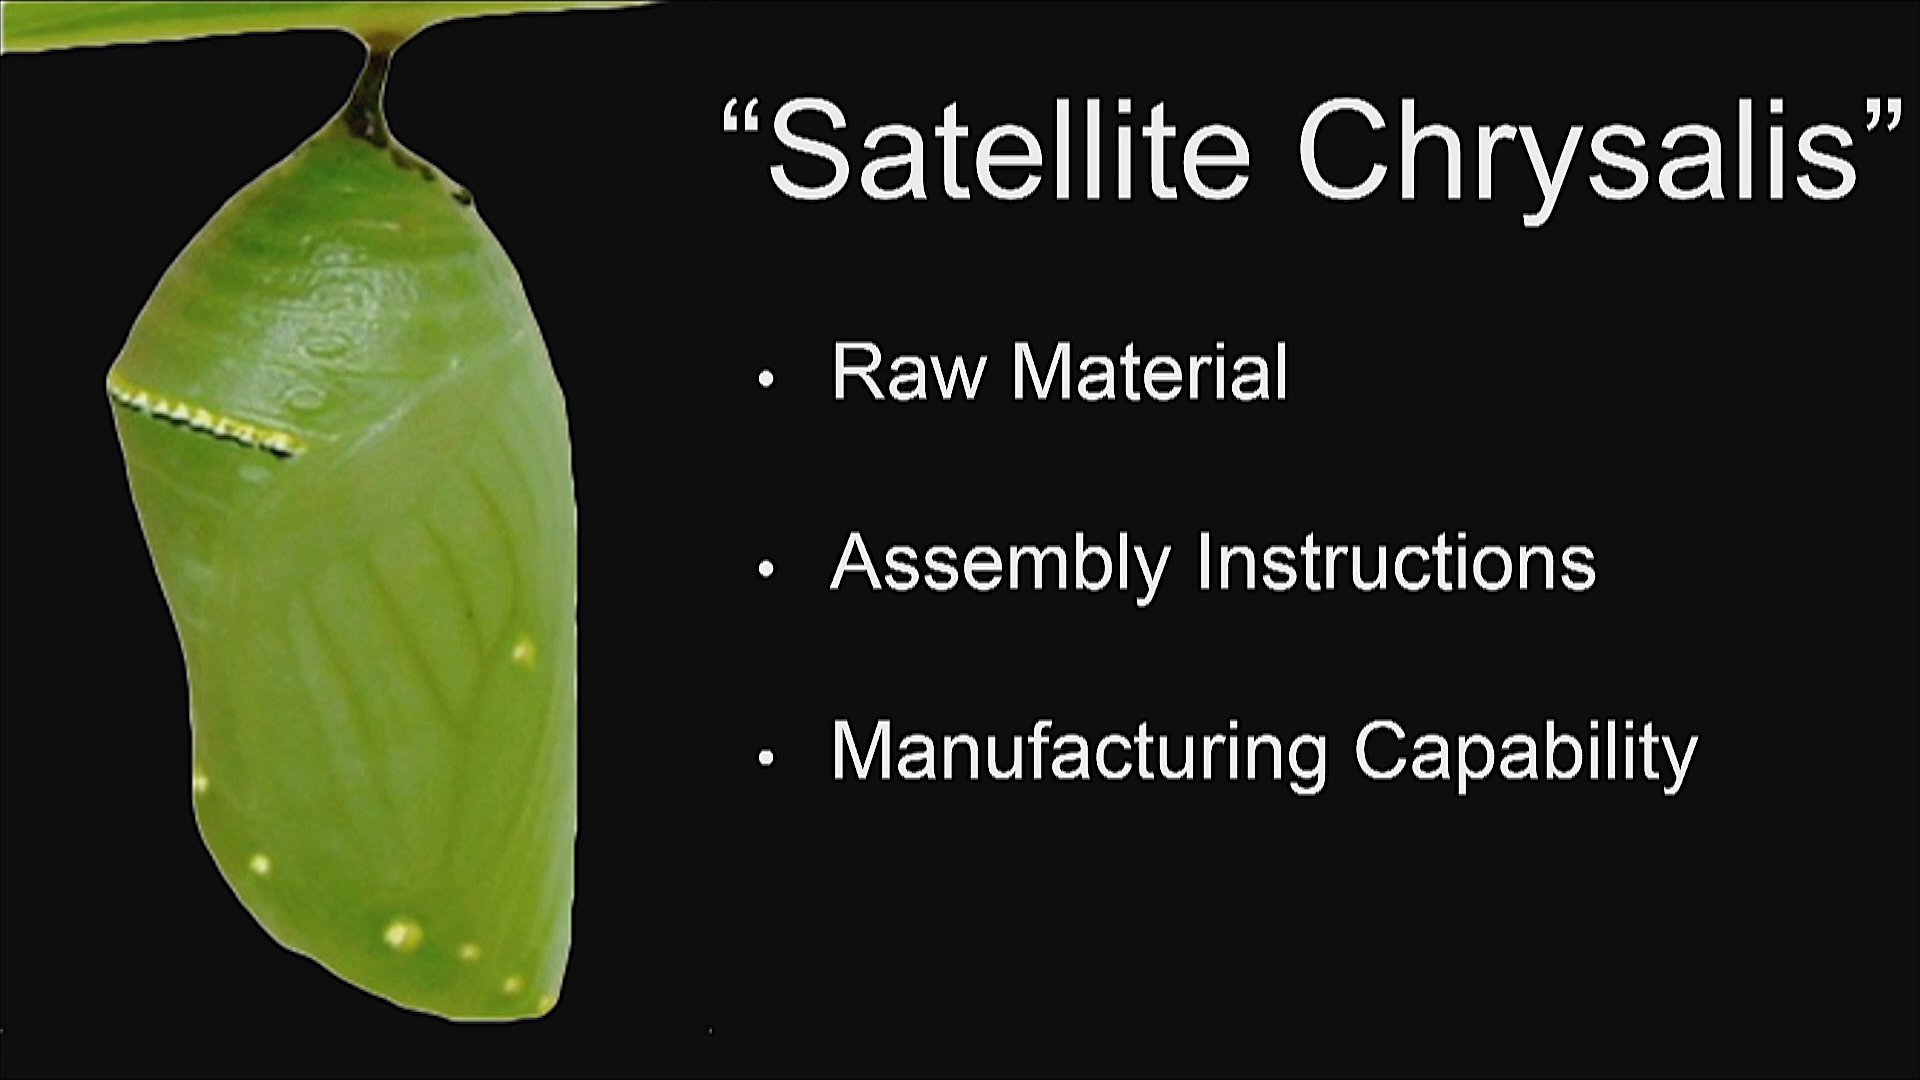 “Satellite Chrysalis”
• Raw Material
• Assembly Instructions
• Manufacturing Capability